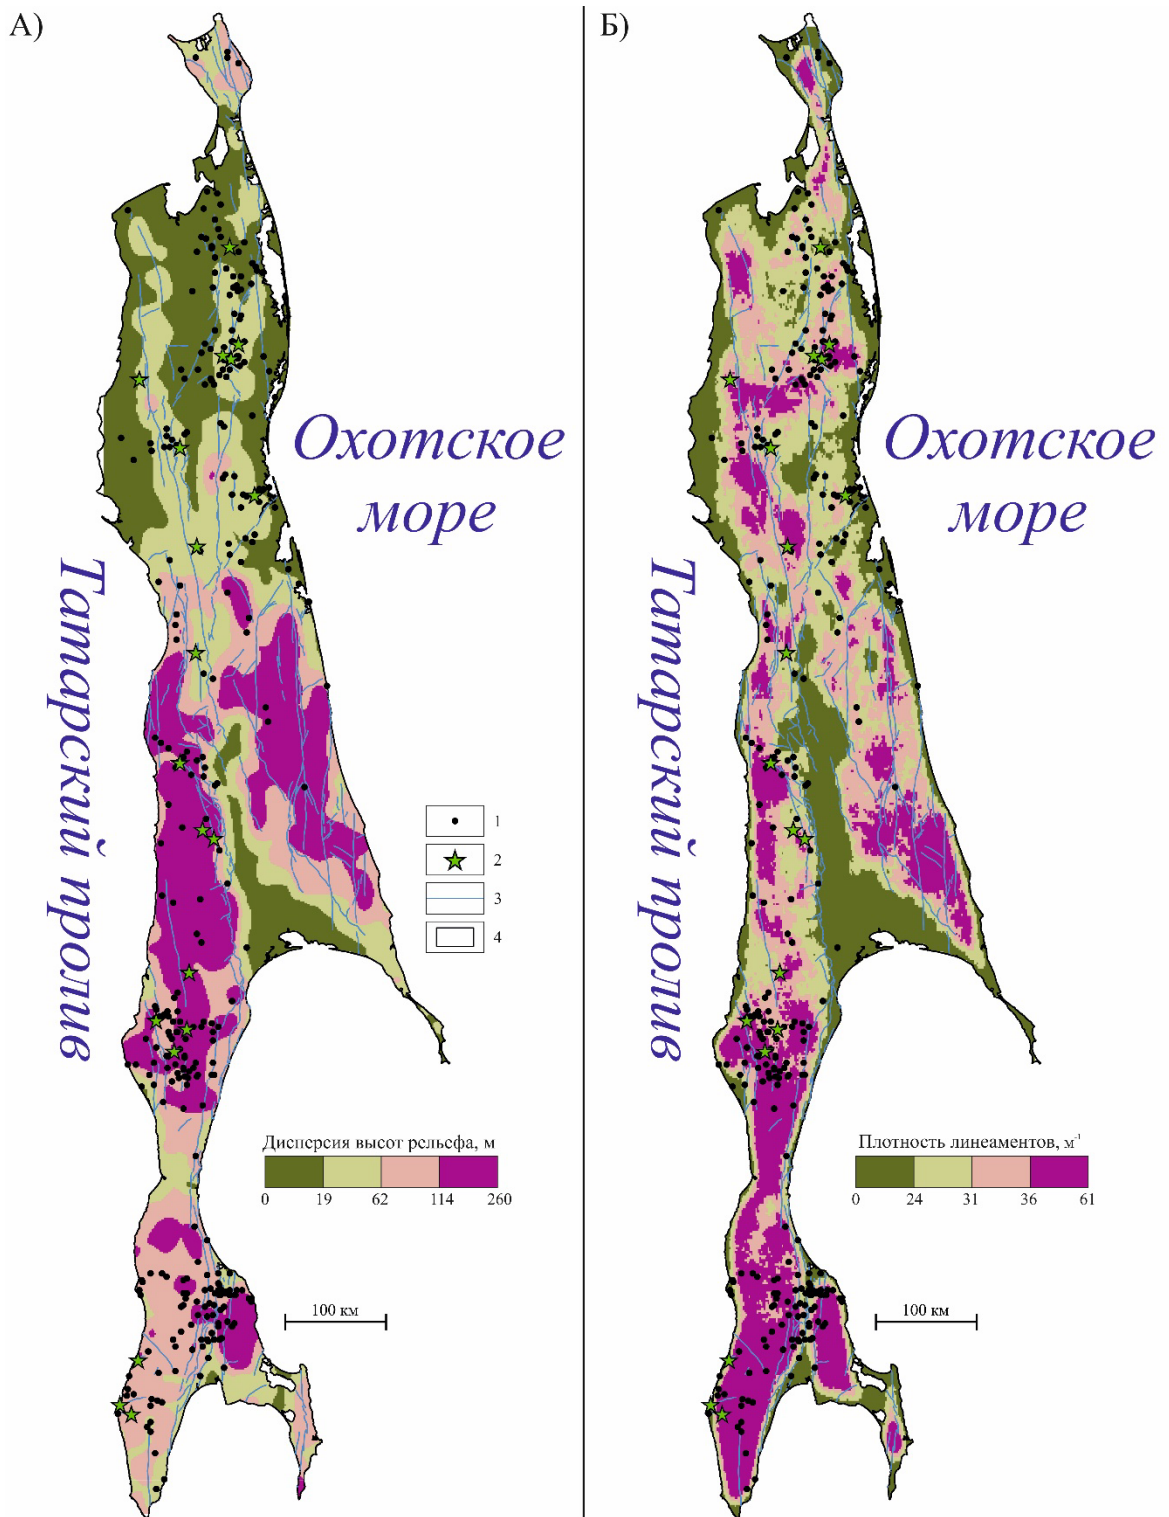 А)
Охотское
море
Татарский пролив
1
2
3
4
Дисперсия высот рельефа, м
0 19 62 114 260
100 км
Б)
Охотское
море
Татарский пролив
Плотность линеаментов, м⁻¹
0 24 31 36 61
100 км